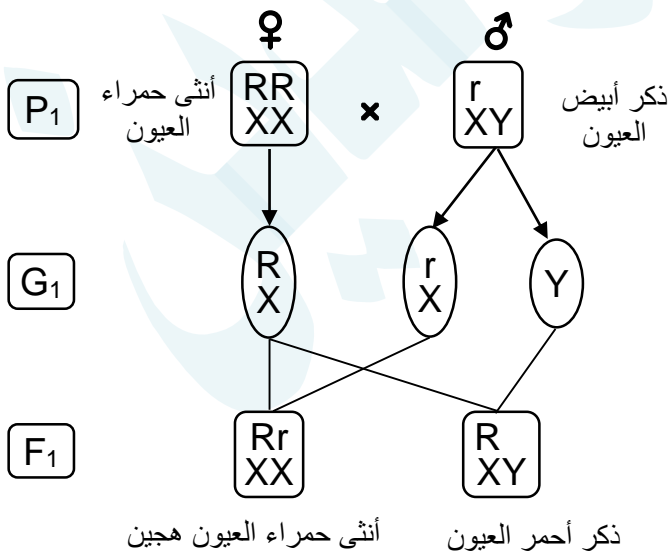 ♀ ♂
P1
أنثى حمراء
العيون
RR
XX
×
r
XY
ذكر أبيض
العيون
G1
R
X
r
X
Y
F1
Rr
XX
R
XY
أنثى حمراء العيون هجين
ذكر أحمر العيون